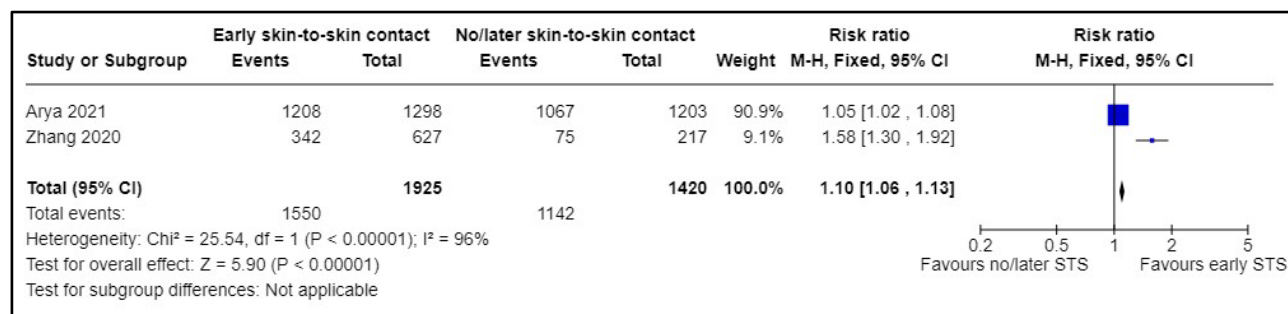 Early skin-to-skin contact No/later skin-to-skin contact Risk ratio Risk ratio
Study or Subgroup Events Total Events Total Weight M-H, Fixed, 95% CI M-H, Fixed, 95% CI
Arya 2021 1208 1298 1067 1203 90.9% 1.05 [1.02 , 1.08]
Zhang 2020 342 627 75 217 9.1% 1.58 [1.30 , 1.92]
Total (95% CI) 1925 1420 100.0% 1.10 [1.06 , 1.13]
Total events: 1550 1142
Heterogeneity: Chi² = 25.54, df = 1 (P < 0.00001); I² = 96%
Test for overall effect: Z = 5.90 (P < 0.00001)
Test for subgroup differences: Not applicable
0.2 0.5 1 2 5
Favours no/later STS Favours early STS